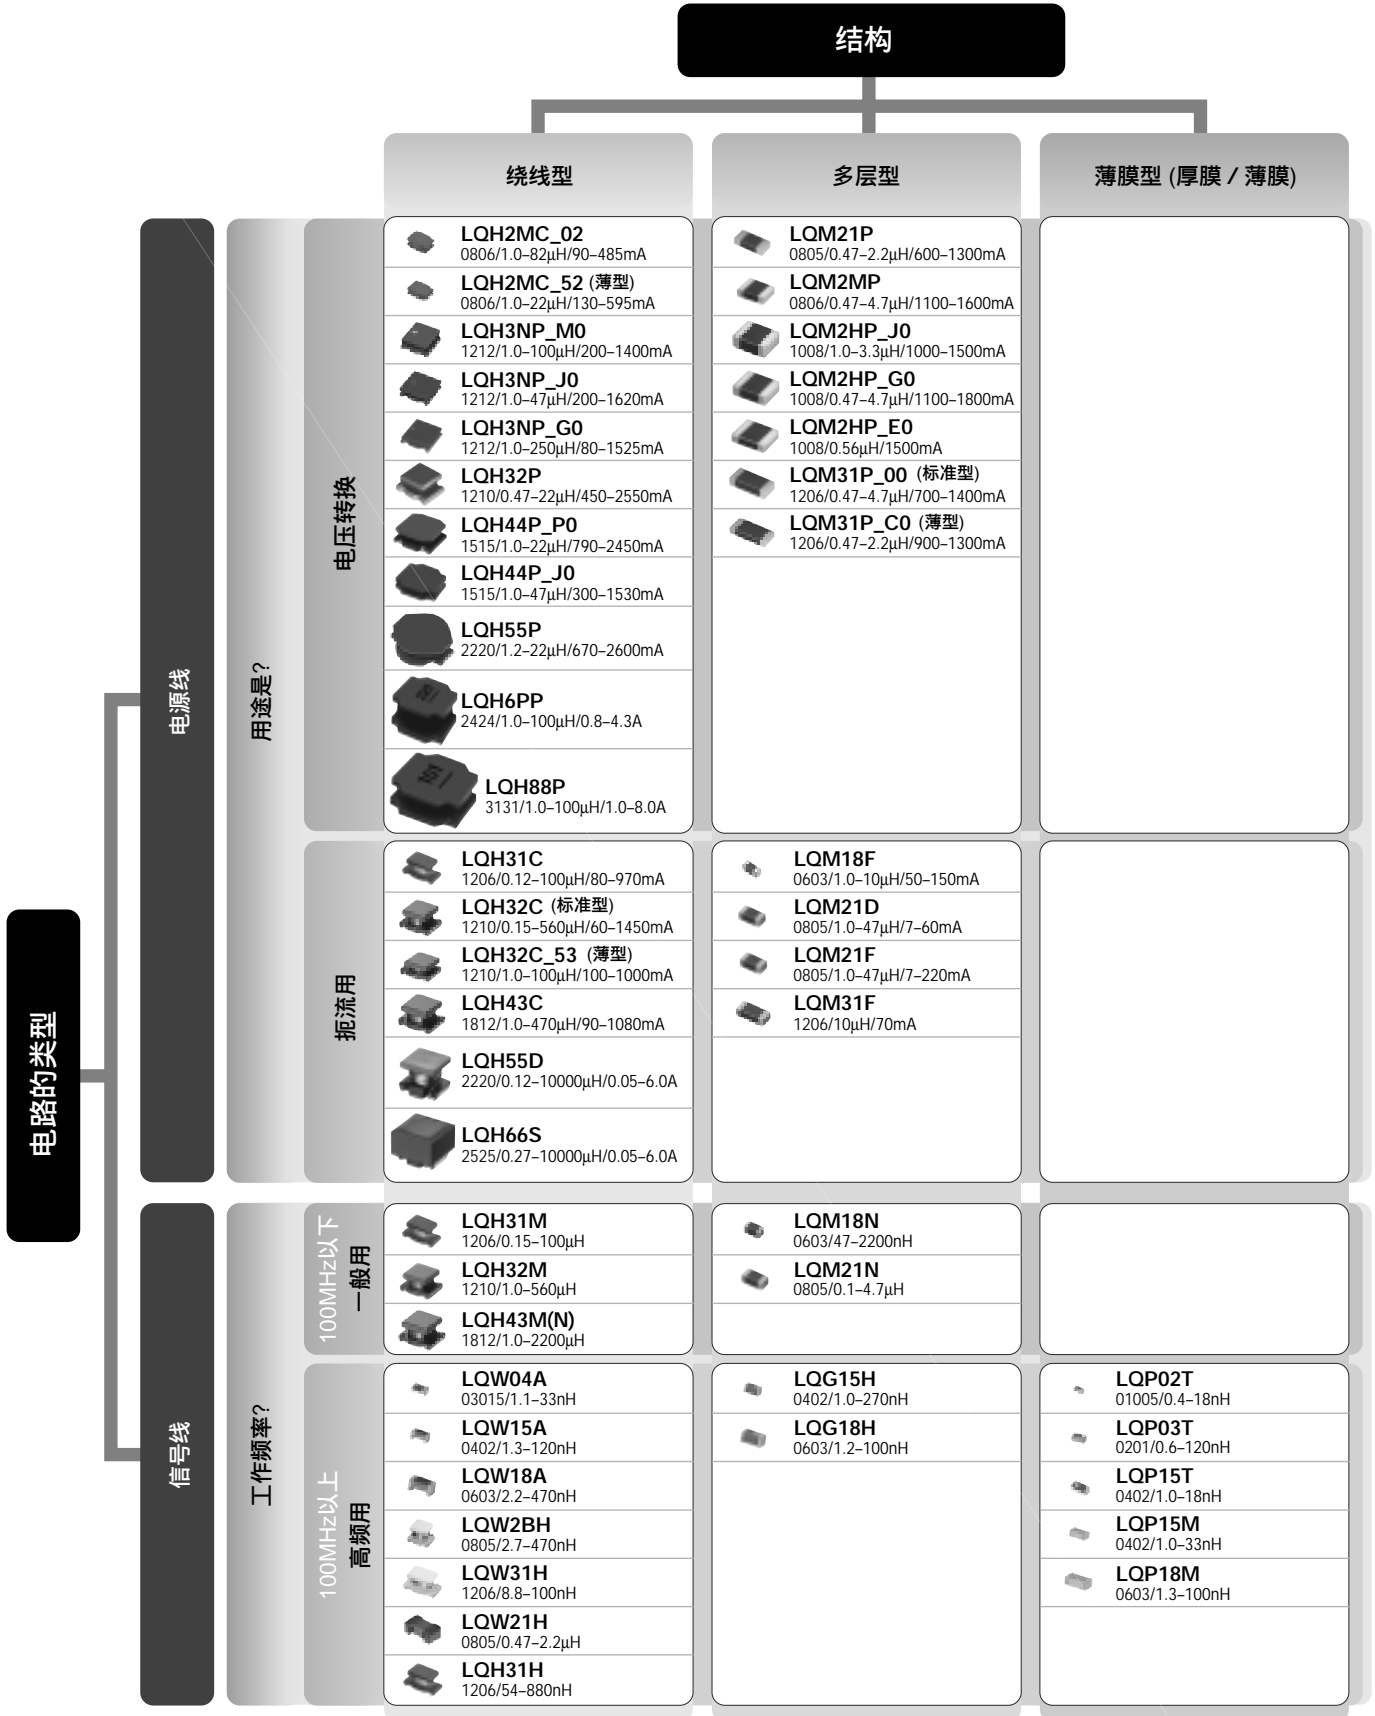 结构
绕线型
多层型
薄膜型 (厚膜 / 薄膜)
电路的类型
电源线
用途是?
电压转换
LQH2MC_02
0806/1.0–82µH/90–485mA
LQH2MC_52 (薄型)
0806/1.0–22µH/130–595mA
LQH3NP_M0
1212/1.0–100µH/200–1400mA
LQH3NP_J0
1212/1.0–47µH/200–1620mA
LQH3NP_G0
1212/1.0–250µH/80–1525mA
LQH32P
1210/0.47–22µH/450–2550mA
LQH44P_P0
1515/1.0–22µH/790–2450mA
LQH44P_J0
1515/1.0–47µH/300–1530mA
LQH55P
2220/1.2–22µH/670–2600mA
LQH6PP
2424/1.0–100µH/0.8–4.3A
LQH88P
3131/1.0–100µH/1.0–8.0A
LQM21P
0805/0.47–2.2µH/600–1300mA
LQM2MP
0806/0.47–4.7µH/1100–1600mA
LQM2HP_J0
1008/1.0–3.3µH/1000–1500mA
LQM2HP_G0
1008/0.47–4.7µH/1100–1800mA
LQM2HP_E0
1008/0.56µH/1500mA
LQM31P_00 (标准型)
1206/0.47–4.7µH/700–1400mA
LQM31P_C0 (薄型)
1206/0.47–2.2µH/900–1300mA
扼流用
LQH31C
1206/0.12–100µH/80–970mA
LQH32C (标准型)
1210/0.15–560µH/60–1450mA
LQH32C_53 (薄型)
1210/1.0–100µH/100–1000mA
LQH43C
1812/1.0–470µH/90–1080mA
LQH55D
2220/0.12–10000µH/0.05–6.0A
LQH66S
2525/0.27–10000µH/0.05–6.0A
LQM18F
0603/1.0–10µH/50–150mA
LQM21D
0805/1.0–47µH/7–60mA
LQM21F
0805/1.0–47µH/7–220mA
LQM31F
1206/10µH/70mA
信号线
工作频率?
100MHz以下
一般用
LQH31M
1206/0.15–100µH
LQH32M
1210/1.0–560µH
LQH43M(N)
1812/1.0–2200µH
LQM18N
0603/47–2200nH
LQM21N
0805/0.1–4.7µH
100MHz以上
高频用
LQW04A
03015/1.1–33nH
LQW15A
0402/1.3–120nH
LQW18A
0603/2.2–470nH
LQW2BH
0805/2.7–470nH
LQW31H
1206/8.8–100nH
LQW21H
0805/0.47–2.2µH
LQH31H
1206/54–880nH
LQG15H
0402/1.0–270nH
LQG18H
0603/1.2–100nH
LQP02T
01005/0.4–18nH
LQP03T
0201/0.6–120nH
LQP15T
0402/1.0–18nH
LQP15M
0402/1.0–33nH
LQP18M
0603/1.3–100nH